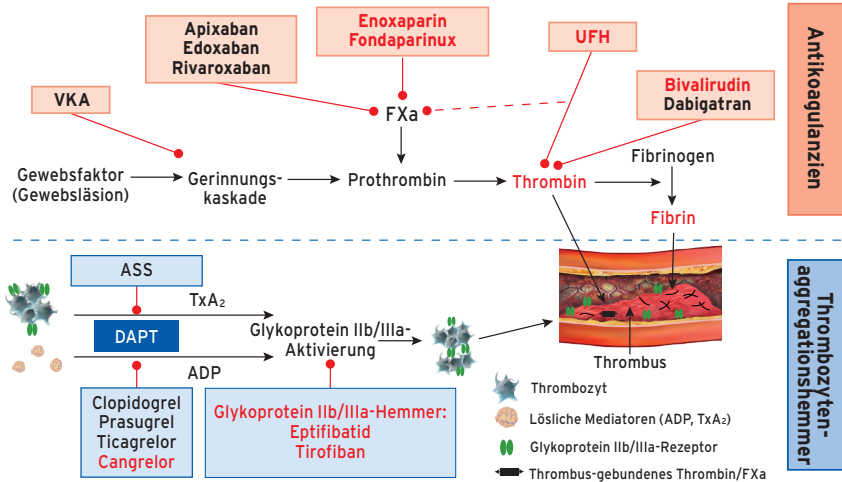 Apixaban
Edoxaban
Rivaroxaban
Enoxaparin
Fondaparinux
UFH
VKA
FXa
Bivalirudin
Dabigatran
Antikoagulanzien
Gewebsfaktor
(Gewebsläsion)
Gerinnungs-
kaskade
Prothrombin
Thrombin
Fibrinogen
Fibrin
ASS
TxA₂
DAPT
ADP
Glykoprotein IIb/IIIa-
Aktivierung
Thrombus
Clopidogrel
Prasugrel
Ticagrelor
Cangrelor
Glykoprotein IIb/IIIa-Hemmer:
Eptifibatid
Tirofiban
Thrombozyt
Lösliche Mediatoren (ADP, TxA₂)
Glykoprotein IIb/IIIa-Rezeptor
Thrombus-gebundenes Thrombin/FXa
Thrombozyten-
aggregationshemmer